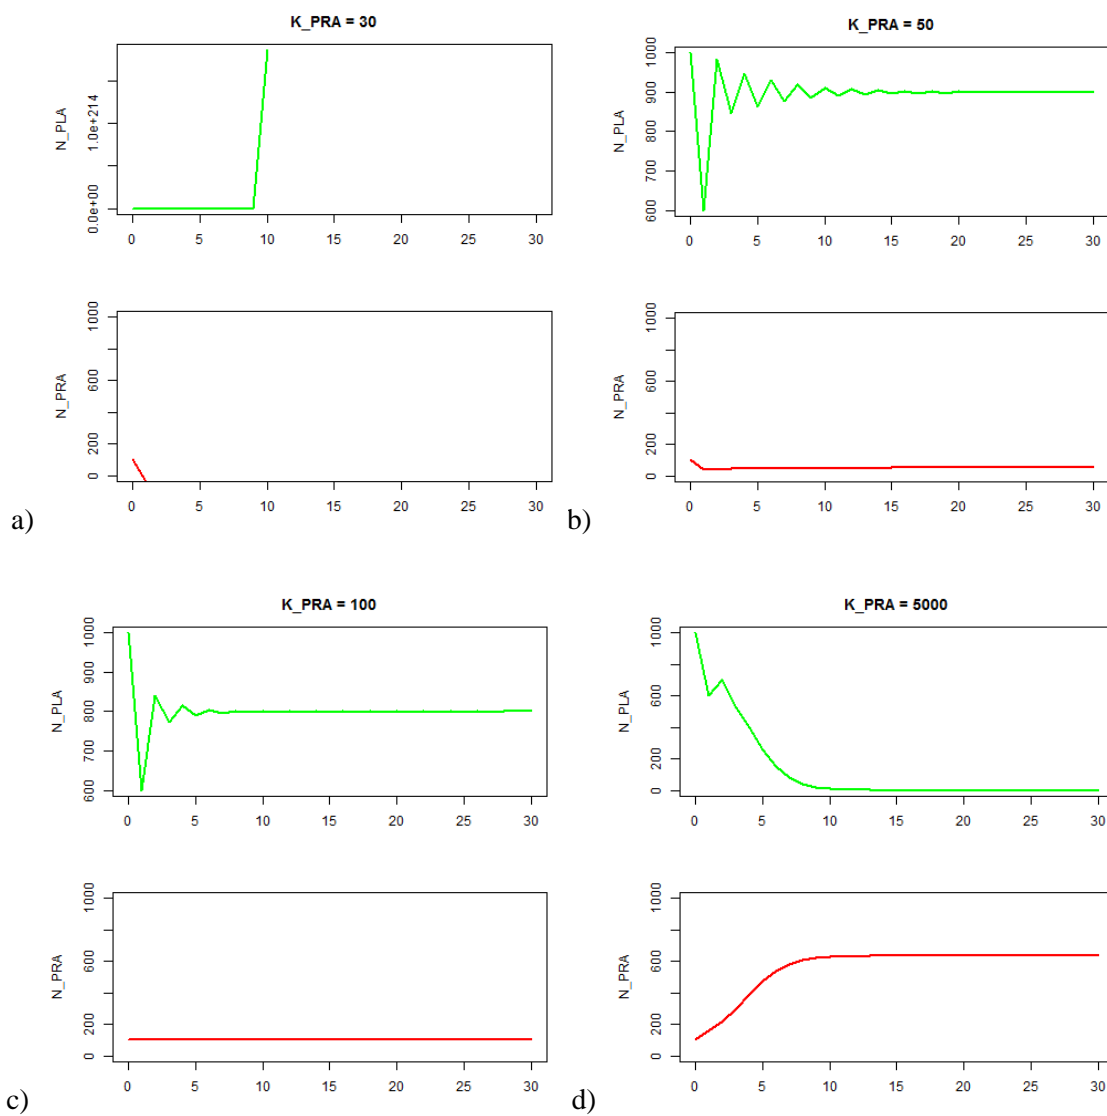 K_PRA = 30
N_PLA
0.0e+00 1.0e+214
0 5 10 15 20 25 30
N_PRA
0 200 600 1000
0 5 10 15 20 25 30
a)
K_PRA = 50
N_PLA
600 700 800 900 1000
0 5 10 15 20 25 30
N_PRA
0 200 600 1000
0 5 10 15 20 25 30
b)
K_PRA = 100
N_PLA
600 700 800 900 1000
0 5 10 15 20 25 30
N_PRA
0 200 600 1000
0 5 10 15 20 25 30
c)
K_PRA = 5000
N_PLA
0 200 600 1000
0 5 10 15 20 25 30
N_PRA
0 200 600 1000
0 5 10 15 20 25 30
d)